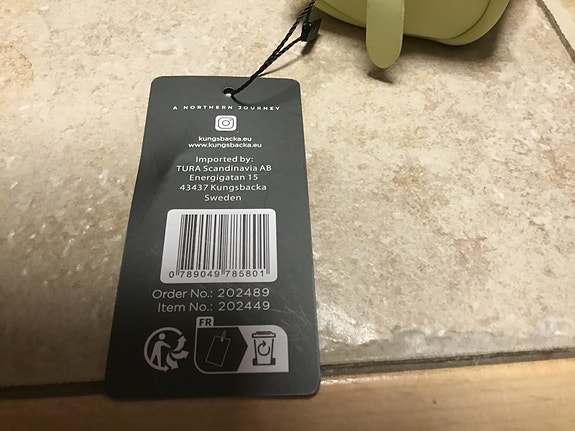 A NORTHERN JOURNEY
kungsbacka.eu
www.kungsbacka.eu
Imported by:
TURA Scandinavia AB
Energigatan 15
43437 Kungsbacka
Sweden
0 789049 785801
Order No.: 202489
Item No.: 202449
FR